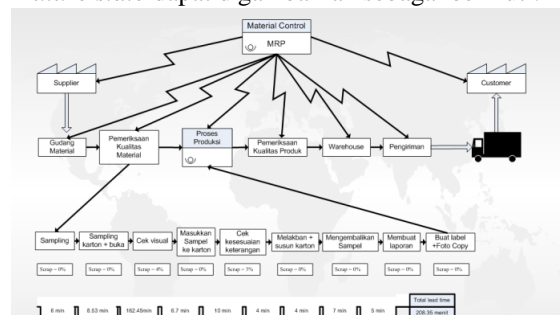 Material Control
MRP
Supplier
Customer
Gudang
Material
Pemeriksaan
Kualitas
Material
Proses
Produksi
Pemeriksaan
Kualitas Produk
Warehouse
Pengiriman
Sampling
Sampling
karton + buka
Cek visual
Masukkan
Sampel
ke karton
Cek
kesesuaian
keterangan
Melakban +
susun karton
Mengembalikan
Sampel
Membuat
laporan
Buat label
+Foto Copy
Scrap = 0%
Scrap = 0%
Scrap = 4%
Scrap = 0%
Scrap = 3%
Scrap = 0%
Scrap = 0%
Scrap = 0%
Scrap = 0%
6 min
8.53 min
162.45min
6.7 min
10 min
4 min
4 min
7 min
5 min
Total lead time
208.35 menit